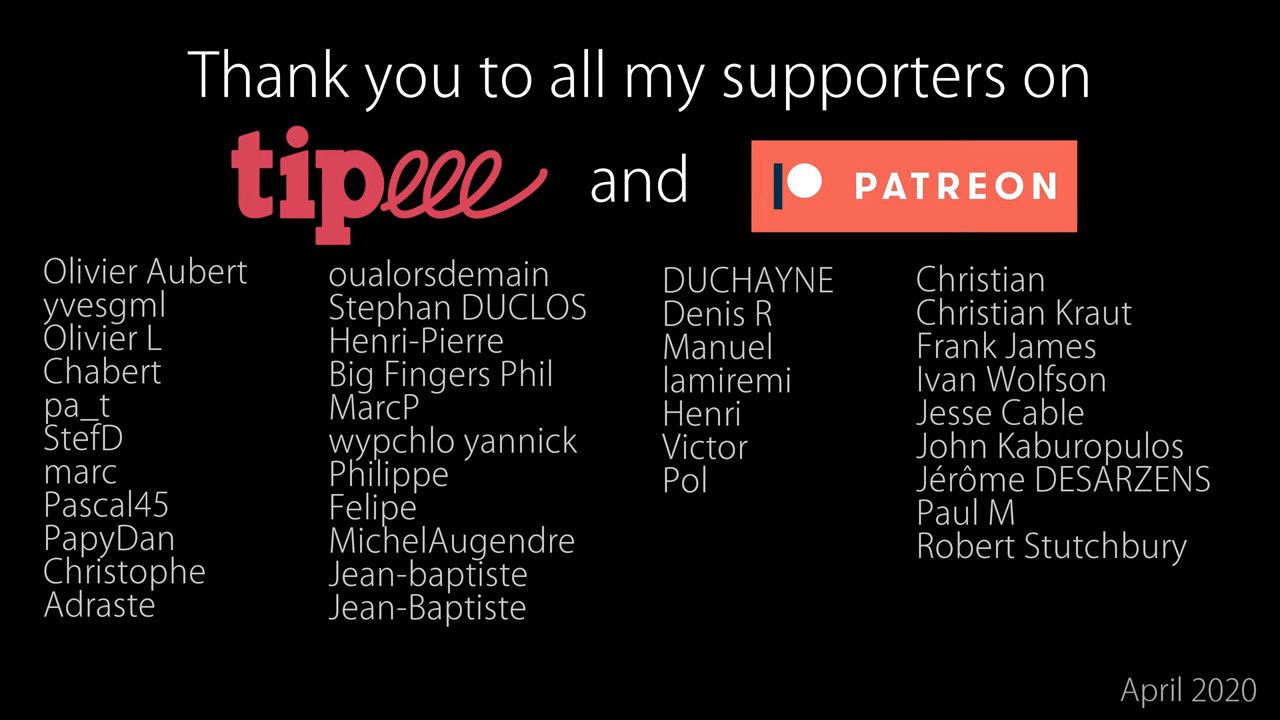 Thank you to all my supporters on
tipeee and PATREON
Olivier Aubert
yvesgml
Olivier L
Chabert
pa_t
StefD
marc
Pascal45
PapyDan
Christophe
Adraste
oualorsdemain
Stephan DUCLOS
Henri-Pierre
Big Fingers Phil
MarcP
wypchlo yannick
Philippe
Felipe
MichelAugendre
Jean-baptiste
Jean-Baptiste
DUCHAYNE
Denis R
Manuel
lamiremi
Henri
Victor
Pol
Christian
Christian Kraut
Frank James
Ivan Wolfson
Jesse Cable
John Kaburopulos
Jérôme DESARZENS
Paul M
Robert Stutchbury
April 2020